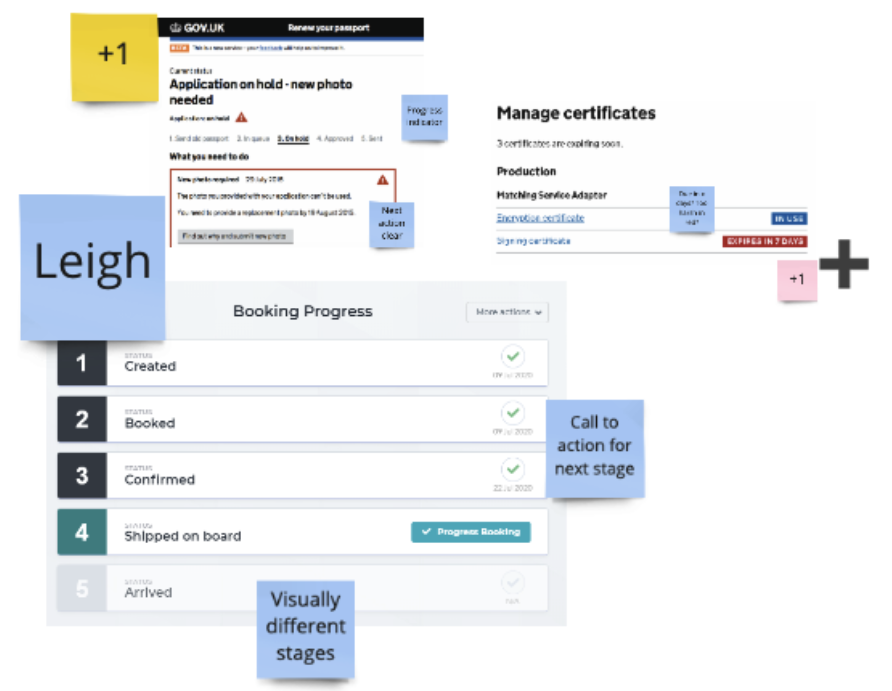 +1
GOV.UK Renew your passport
This is a new service - your feedback will help us to improve it.
Current status
Application on hold - new photo
needed
Application: on hold
1. Send old passport 2. In queue 3. On hold 4. Approved 5. Sent
What you need to do
New photo required 29 July 2015
The photo you provided with your application can't be used.
You need to provide a replacement photo by 19 August 2015.
Find out why and submit new photo
Progress
indicator
Next
action
clear
Manage certificates
3 certificates are expiring soon.
Production
Matching Service Adapter
Encryption certificate
IN USE
Signing certificate
EXPIRES IN 7 DAYS
+1
Leigh
Booking Progress
More actions
1
STATUS
Created
09 Jul 2020
2
STATUS
Booked
09 Jul 2020
3
STATUS
Confirmed
22 Jul 2020
4
STATUS
Shipped on board
Progress Booking
5
STATUS
Arrived
N/A
Call to
action for
next stage
Visually
different
stages